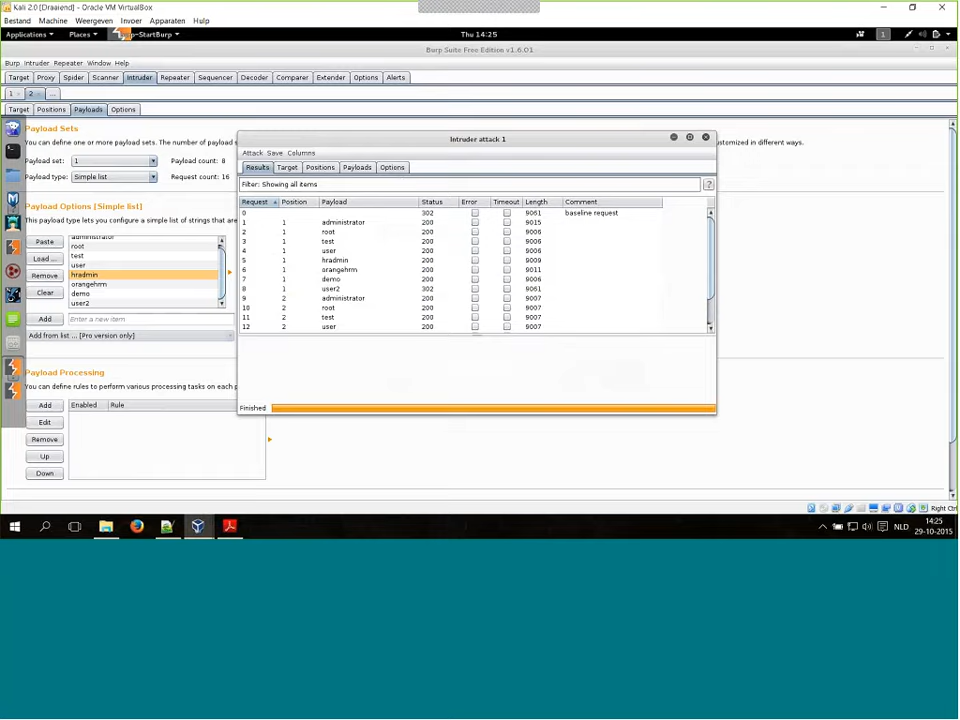 Kali 2.0 [Draaiend] - Oracle VM VirtualBox
Bestand Machine Weergeven Invoer Apparaten Help
Applications Places StartBurp Thu 14:25 1
Burp Suite Free Edition v1.6.01
Burp Intruder Repeater Window Help
Target Proxy Spider Scanner Intruder Repeater Sequencer Decoder Comparer Extender Options Alerts
1 2 ...
Target Positions Payloads Options
Payload Sets
You can define one or more payload sets. The number of payload s
customized in different ways.
Payload set: 1 Payload count: 8
Payload type: Simple list Request count: 16
Payload Options [Simple list]
This payload type lets you configure a simple list of strings that are
Paste
Load ...
Remove
Clear
administrator
root
test
user
hradmin
orangehrm
demo
user2
Add Enter a new item
Add from list ... [Pro version only]
Payload Processing
You can define rules to perform various processing tasks on each p
Add Enabled Rule
Edit
Remove
Up
Down
Intruder attack 1
Attack Save Columns
Results Target Positions Payloads Options
Filter: Showing all items ?
Request Position Payload Status Error Timeout Length Comment
0 302 9061 baseline request
1 1 administrator 200 9015
2 1 root 200 9006
3 1 test 200 9006
4 1 user 200 9006
5 1 hradmin 200 9009
6 1 orangehrm 200 9011
7 1 demo 200 9006
8 1 user2 302 9061
9 2 administrator 200 9007
10 2 root 200 9007
11 2 test 200 9007
12 2 user 200 9007
Finished
Right Ctrl
NLD
14:25
29-10-2015